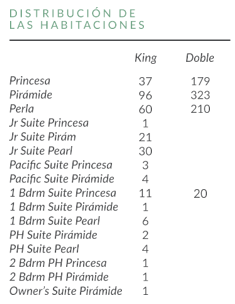 DISTRIBUCIÓN DE
LAS HABITACIONES
King Doble
Princesa 37 179
Pirámide 96 323
Perla 60 210
Jr Suite Princesa 1
Jr Suite Pirám 21
Jr Suite Pearl 30
Pacific Suite Princesa 3
Pacific Suite Pirámide 4
1 Bdrm Suite Princesa 11 20
1 Bdrm Suite Pirámide 1
1 Bdrm Suite Pearl 6
PH Suite Pirámide 2
PH Suite Pearl 4
2 Bdrm PH Princesa 1
2 Bdrm PH Pirámide 1
Owner's Suite Pirámide 1